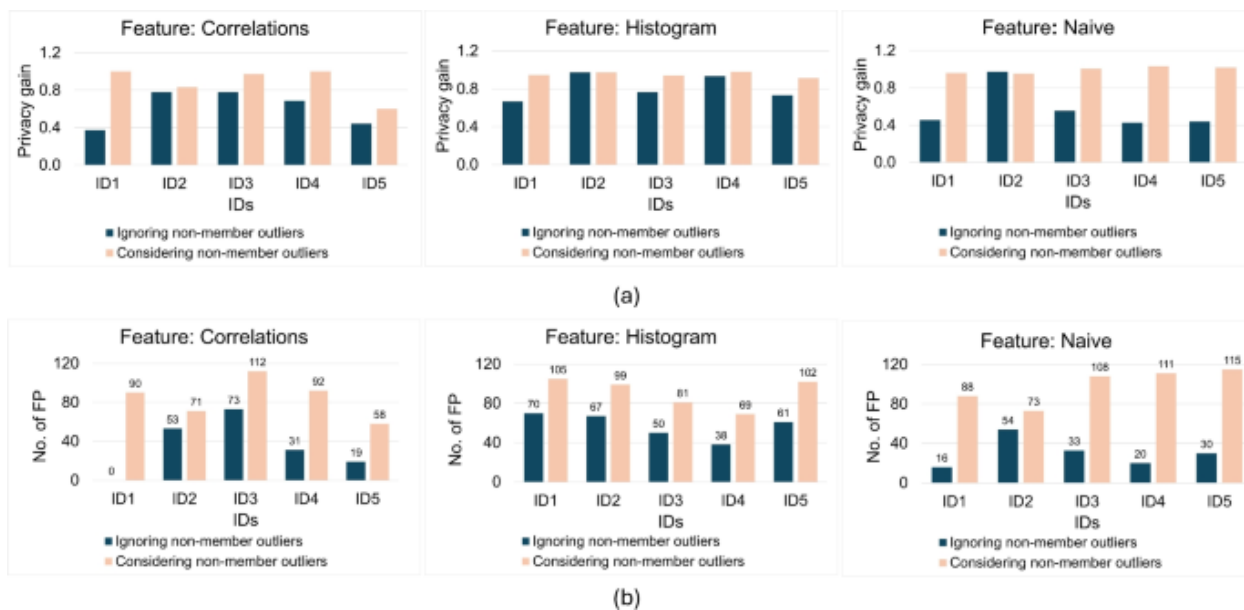 Feature: Correlations
Privacy gain
1.2
0.8
0.4
0.0
ID1 ID2 ID3 ID4 ID5
IDs
Ignoring non-member outliers
Considering non-member outliers
Feature: Histogram
Privacy gain
1.2
0.8
0.4
0.0
ID1 ID2 ID3 ID4 ID5
IDs
Ignoring non-member outliers
Considering non-member outliers
Feature: Naive
Privacy gain
1.2
0.8
0.4
0.0
ID1 ID2 ID3 ID4 ID5
IDs
Ignoring non-member outliers
Considering non-member outliers
(a)
Feature: Correlations
No. of FP
120
80
40
0
0 90 53 71 73 112 31 92 19 58
ID1 ID2 ID3 ID4 ID5
IDs
Ignoring non-member outliers
Considering non-member outliers
Feature: Histogram
No. of FP
120
80
40
0
70 105 67 99 50 81 38 69 61 102
ID1 ID2 ID3 ID4 ID5
IDs
Ignoring non-member outliers
Considering non-member outliers
Feature: Naive
No. of FP
120
80
40
0
16 88 54 73 33 108 20 111 30 115
ID1 ID2 ID3 ID4 ID5
IDs
Ignoring non-member outliers
Considering non-member outliers
(b)